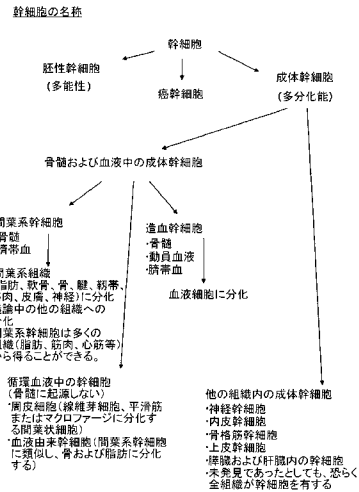 幹細胞の名称
幹細胞
胚性幹細胞
(多能性)
癌幹細胞
成体幹細胞
(多分化能)
骨髄および血液中の成体幹細胞
間葉系幹細胞
骨髄
臍帯血
造血幹細胞
・骨髄
・動員血液
・臍帯血
間葉系組織
脂肪、軟骨、骨、腱、靱帯、
筋肉、皮膚、神経)に分化
議論中の他の組織への
分化
間葉系幹細胞は多くの
組織(脂肪、筋肉、心筋等)
から得ることができる。
血液細胞に分化
循環血液中の幹細胞
(骨髄に起源しない)
・周皮細胞(線維芽細胞、平滑筋
またはマクロファージに分化す
る間葉状細胞)
・血液由来幹細胞(間葉系幹細胞
に類似し、骨および脂肪に分化
する)
他の組織内の成体幹細胞
・神経幹細胞
・内皮幹細胞
・骨格筋幹細胞
・上皮幹細胞
・膵臓および肝臓内の幹細胞
・未発見であったとしても、恐らく
全組織が幹細胞を有する